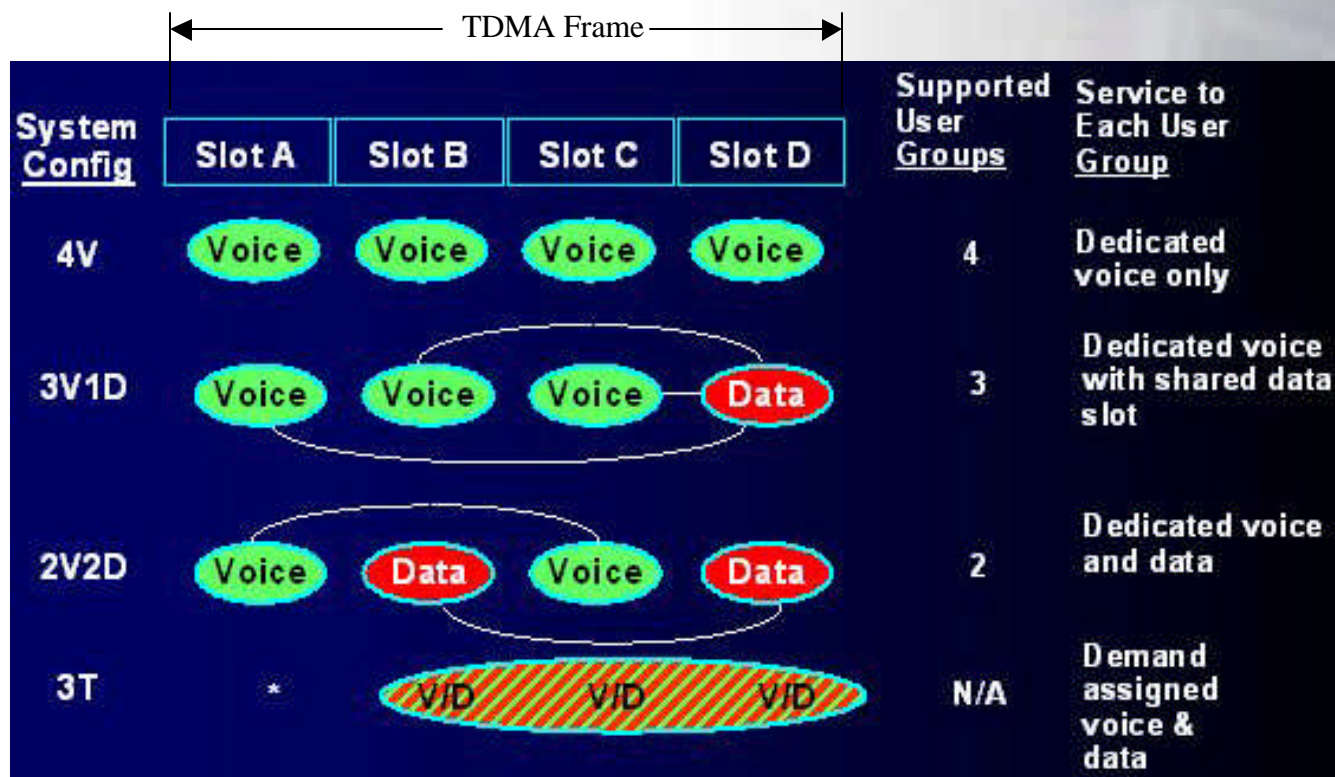 TDMA Frame
System
Config
Slot A
Slot B
Slot C
Slot D
Supported
User
Groups
Service to
Each User
Group
4V
Voice
Voice
Voice
Voice
4
Dedicated
voice only
3V1D
Voice
Voice
Voice
Data
3
Dedicated voice
with shared data
slot
2V2D
Voice
Data
Voice
Data
2
Dedicated voice
and data
3T
*
V/D
V/D
V/D
N/A
Demand
assigned
voice &
data